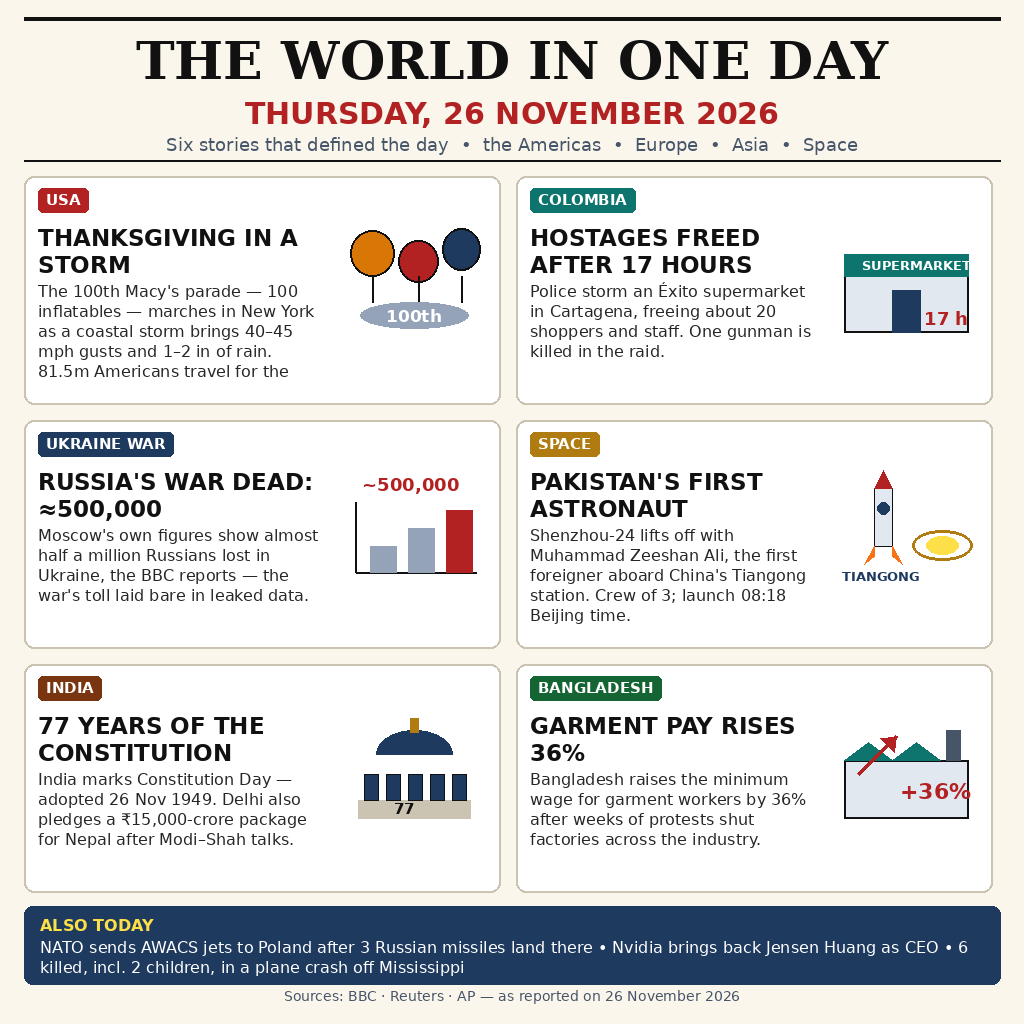 THE WORLD IN ONE DAY
THURSDAY, 26 NOVEMBER 2026
Six stories that defined the day • the Americas • Europe • Asia • Space
USA
THANKSGIVING IN A
STORM
The 100th Macy's parade — 100
inflatables — marches in New York
as a coastal storm brings 40–45
mph gusts and 1–2 in of rain.
81.5m Americans travel for the
100th
COLOMBIA
HOSTAGES FREED
AFTER 17 HOURS
Police storm an Éxito supermarket
in Cartagena, freeing about 20
shoppers and staff. One gunman is
killed in the raid.
SUPERMARKET
17 h
UKRAINE WAR
RUSSIA'S WAR DEAD:
≈500,000
Moscow's own figures show almost
half a million Russians lost in
Ukraine, the BBC reports — the
war's toll laid bare in leaked data.
~500,000
SPACE
PAKISTAN'S FIRST
ASTRONAUT
Shenzhou-24 lifts off with
Muhammad Zeeshan Ali, the first
foreigner aboard China's Tiangong
station. Crew of 3; launch 08:18
Beijing time.
TIANGONG
INDIA
77 YEARS OF THE
CONSTITUTION
India marks Constitution Day —
adopted 26 Nov 1949. Delhi also
pledges a ₹15,000-crore package
for Nepal after Modi–Shah talks.
77
BANGLADESH
GARMENT PAY RISES
36%
Bangladesh raises the minimum
wage for garment workers by 36%
after weeks of protests shut
factories across the industry.
+36%
ALSO TODAY
NATO sends AWACS jets to Poland after 3 Russian missiles land there • Nvidia brings back Jensen Huang as CEO • 6
killed, incl. 2 children, in a plane crash off Mississippi
Sources: BBC · Reuters · AP — as reported on 26 November 2026